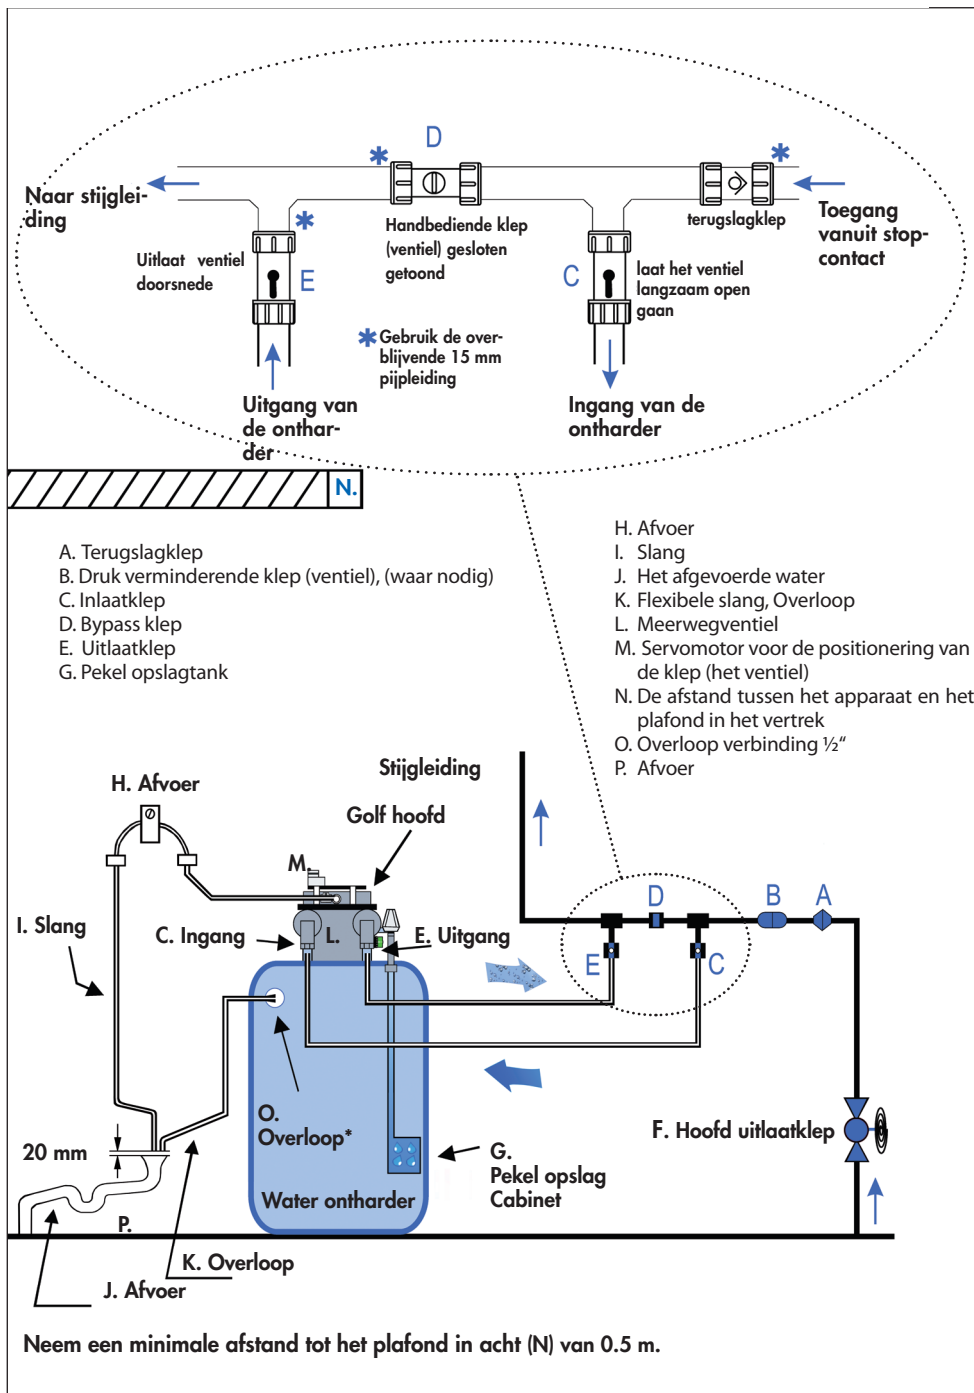 D
Naar stijglei-
ding
Handbediende klep
(ventiel) gesloten
getoond
terugslagklep
Toegang
vanuit stop-
contact
Uitlaat ventiel
doorsnede
E
C
laat het ventiel
langzaam open
gaan
Gebruik de over-
blijvende 15 mm
pijpleiding
Uitgang van
de onthar-
der
Ingang van de
ontharder
N.
A. Terugslagklep
B. Druk verminderende klep (ventiel), (waar nodig)
C. Inlaatklep
D. Bypass klep
E. Uitlaatklep
G. Pekel opslagtank
H. Afvoer
I. Slang
J. Het afgevoerde water
K. Flexibele slang, Overloop
L. Meerwegventiel
M. Servomotor voor de positionering van
de klep (het ventiel)
N. De afstand tussen het apparaat en het
plafond in het vertrek
O. Overloop verbinding ½“
P. Afvoer
Stijgleiding
H. Afvoer
Golf hoofd
M.
I. Slang
C. Ingang
L.
E. Uitgang
D
B
A
E
C
O.
Overloop*
F. Hoofd uitlaatklep
20 mm
G.
Pekel opslag
Cabinet
Water ontharder
P.
K. Overloop
J. Afvoer
Neem een minimale afstand tot het plafond in acht (N) van 0.5 m.